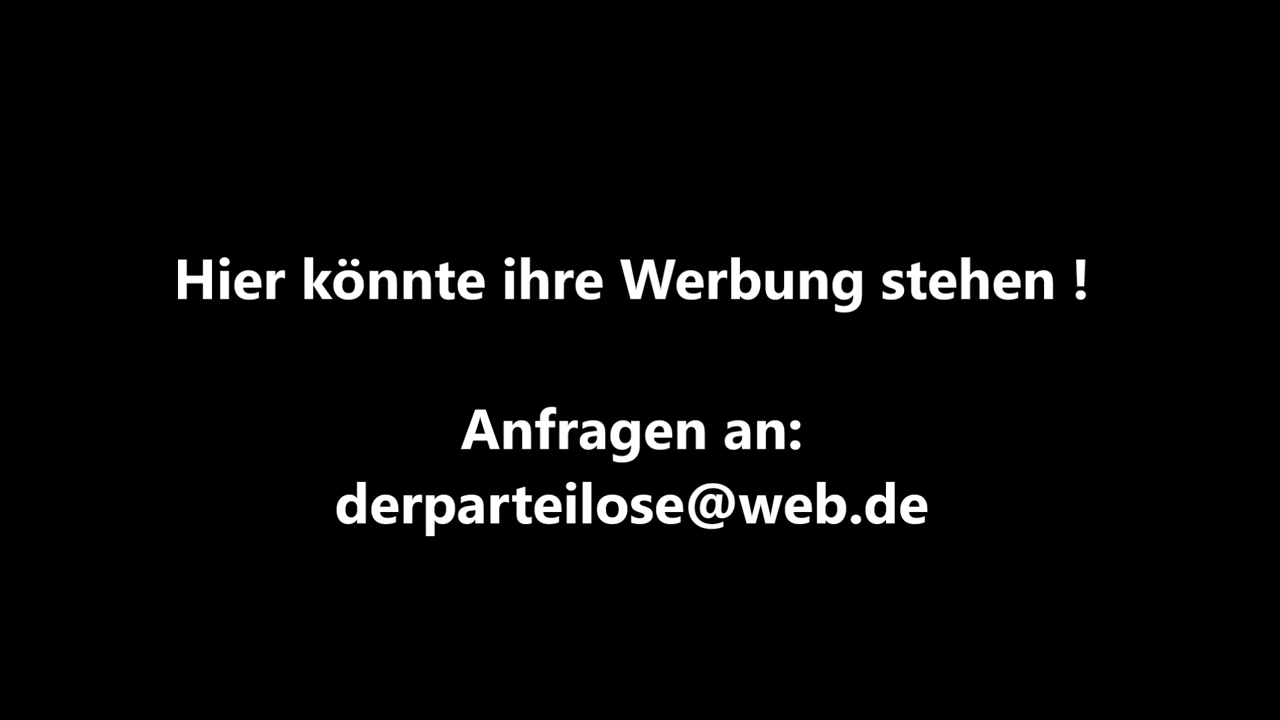 Hier könnte ihre Werbung stehen !
Anfragen an:
derparteilose@web.de